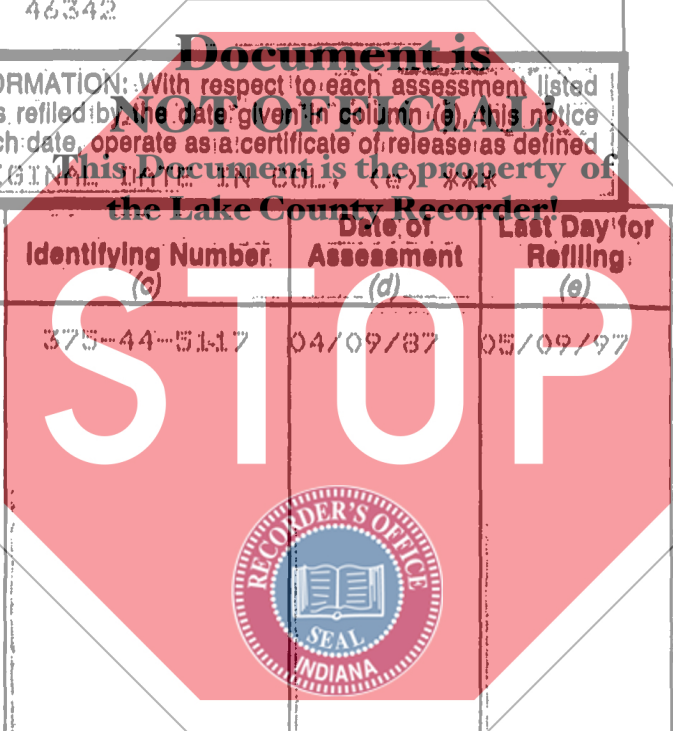 46342
Document is
ORMATION: With respect to each assessment listed
s refiled by the date given in column (e), this notice
NOT OFFICIAL!
ch date, operate as a certificate of release as defined
This Document is the property of
IN COL. (e) ***
the Lake County Recorder!
Identifying Number
(c)
Date of
Assessment
(d)
Last Day for
Refiling
(e)
375-44-5117 04/09/87 05/09/97
STOP
RECORDER'S OFFICE
SEAL
INDIANA